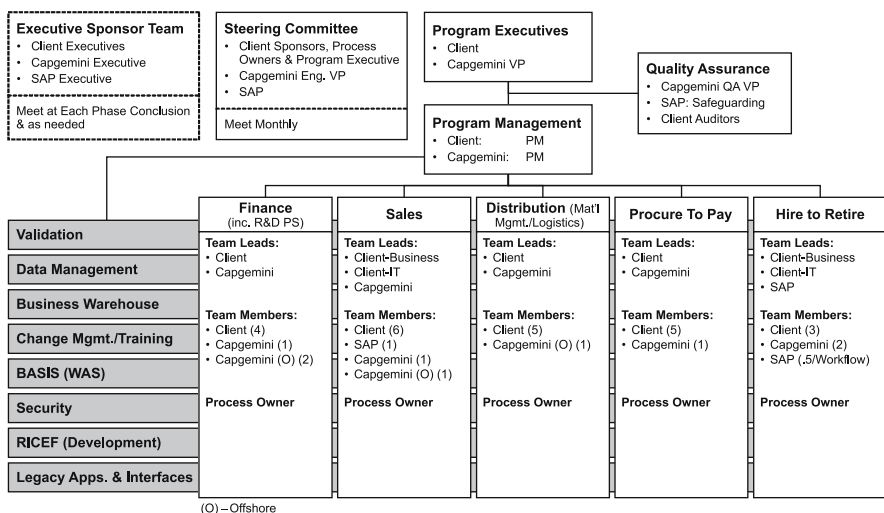 Executive Sponsor Team
• Client Executives
• Capgemini Executive
• SAP Executive
Meet at Each Phase Conclusion
& as needed
Steering Committee
• Client Sponsors, Process
Owners & Program Executive
• Capgemini Eng. VP
• SAP
Meet Monthly
Program Executives
• Client
• Capgemini VP
Quality Assurance
• Capgemini QA VP
• SAP: Safeguarding
• Client Auditors
Program Management
• Client: PM
• Capgemini: PM
Validation
Data Management
Business Warehouse
Change Mgmt./Training
BASIS (WAS)
Security
RICEF (Development)
Legacy Apps. & Interfaces
Finance
(inc. R&D PS)
Team Leads:
• Client
• Capgemini
Team Members:
• Client (4)
• Capgemini (1)
• Capgemini (O) (2)
Process Owner
Sales
Team Leads:
• Client-Business
• Client-IT
• Capgemini
Team Members:
• Client (6)
• SAP (1)
• Capgemini (1)
• Capgemini (O) (1)
Process Owner
Distribution (Mat'l
Mgmt./Logistics)
Team Leads:
• Client
• Capgemini
Team Members:
• Client (5)
• Capgemini (O) (1)
Process Owner
Procure To Pay
Team Leads:
• Client
• Capgemini
Team Members:
• Client (5)
• Capgemini (1)
Process Owner
Hire to Retire
Team Leads:
• Client-Business
• Client-IT
• SAP
Team Members:
• Client (3)
• Capgemini (2)
• SAP (.5/Workflow)
Process Owner
(O) – Offshore